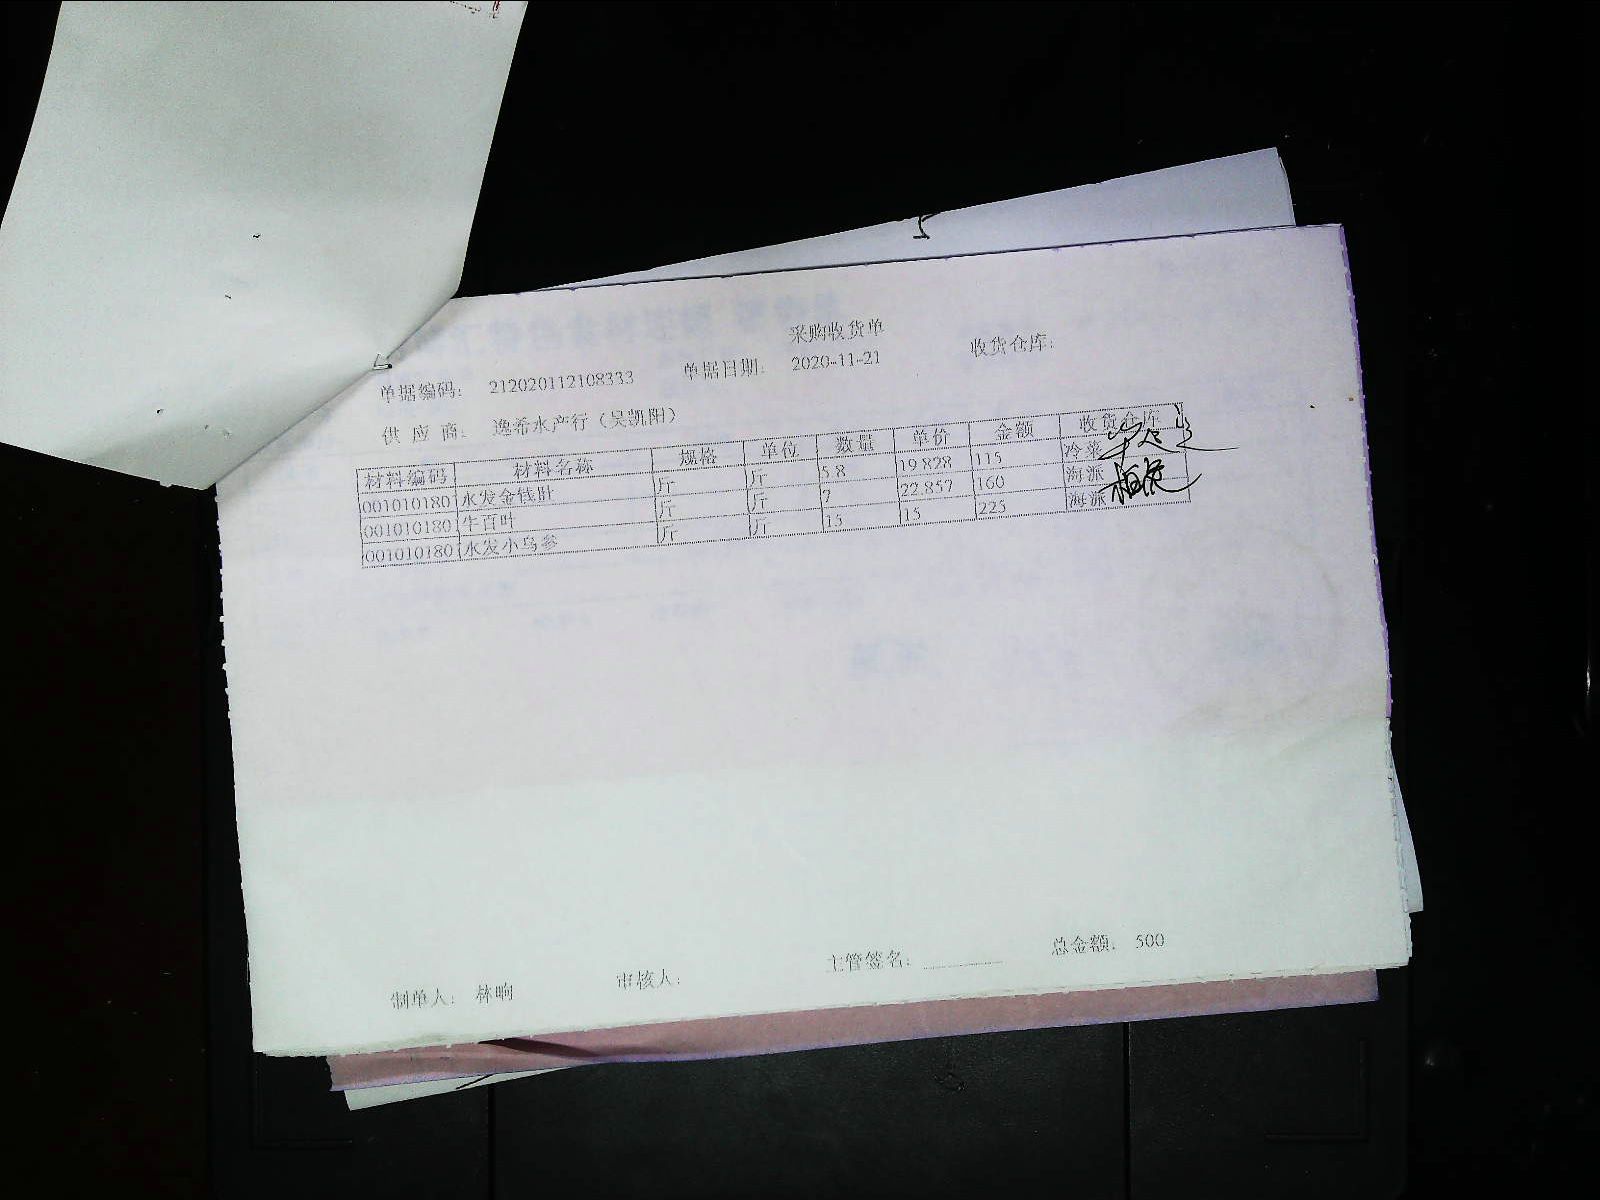 采购收货单
单据编码: 212020112108333 单据日期: 2020-11-21 收货仓库:
供 应 商: 逸希水产行(吴凯阳)
材料编码 材料名称 规格 单位 数量 单价 金额 收货仓库
001010180 水发金钱肚 斤 斤 5.8 19.828 115 冷菜
001010180 牛百叶 斤 斤 7 22.857 160 海派
001010180 水发小乌参 斤 斤 15 15 225 海派
制单人: 林响 审核人: 主管签名: 总金额: 500